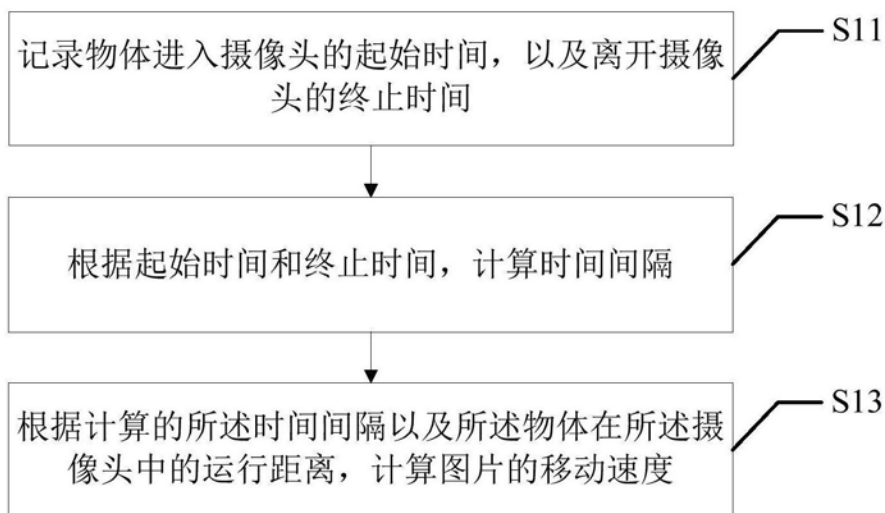 记录物体进入摄像头的起始时间，以及离开摄像
头的终止时间
S11
根据起始时间和终止时间，计算时间间隔
S12
根据计算的所述时间间隔以及所述物体在所述摄
像头中的运行距离，计算图片的移动速度
S13